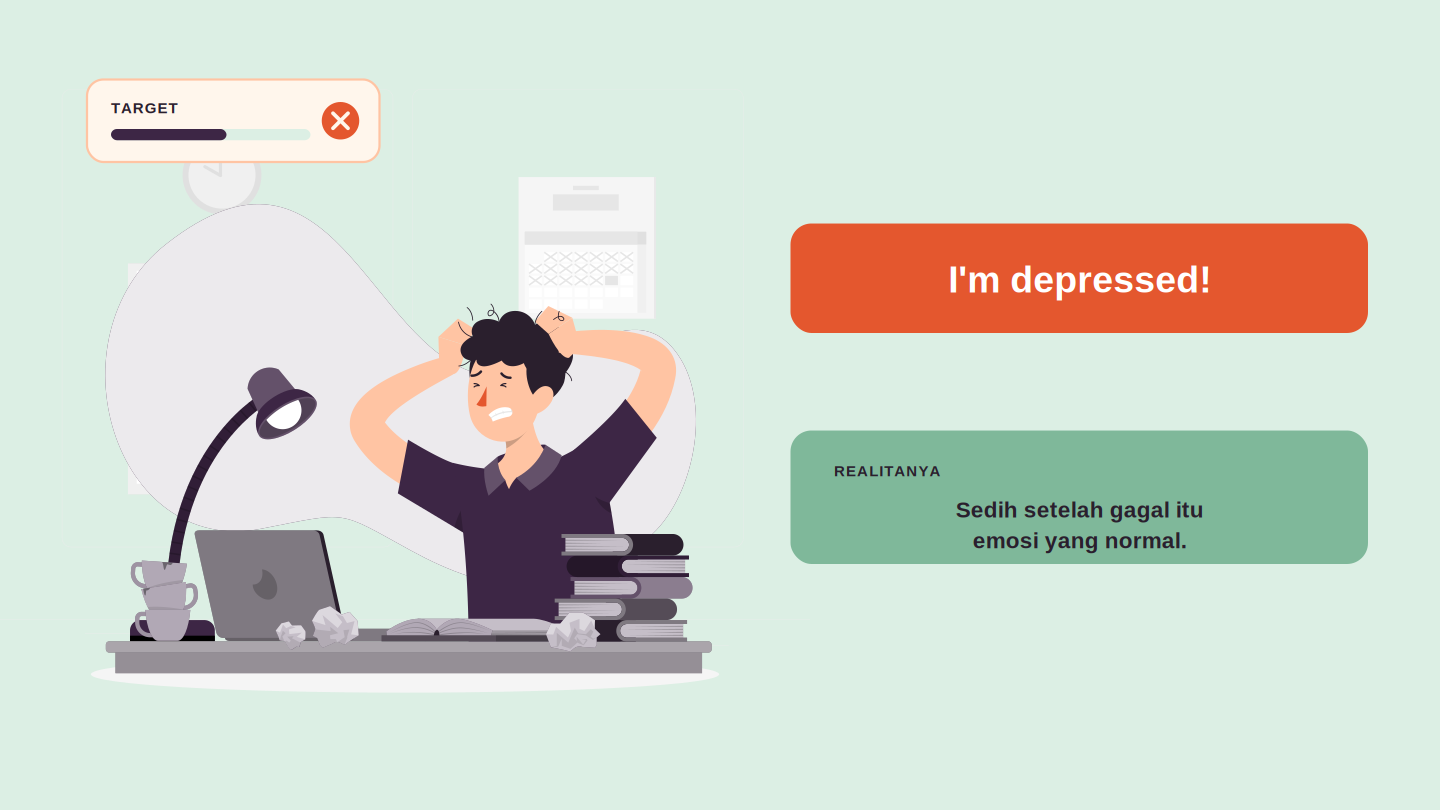 TARGET
I'm depressed!
REALITANYA
Sedih setelah gagal itu
emosi yang normal.